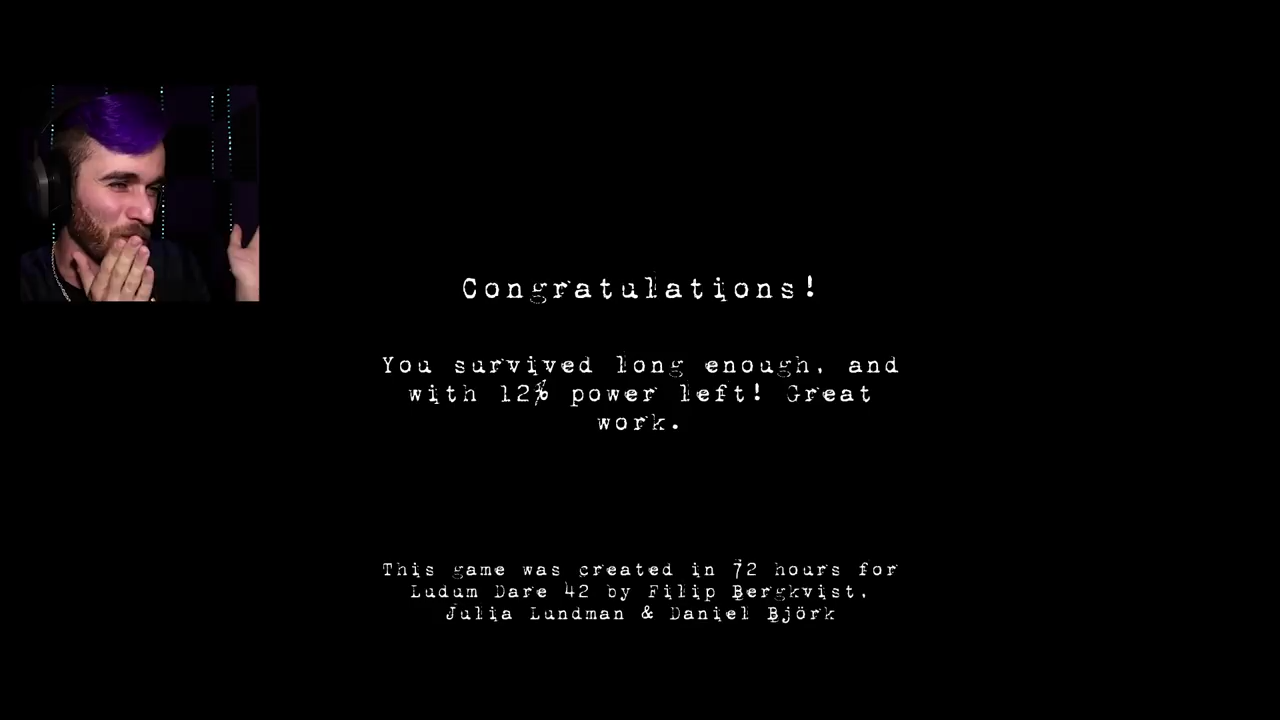 Congratulations!
You survived long enough, and
with 12% power left! Great
work.
This game was created in 72 hours for
Ludum Dare 42 by Filip Bergkvist,
Julia Lundman & Daniel Björk